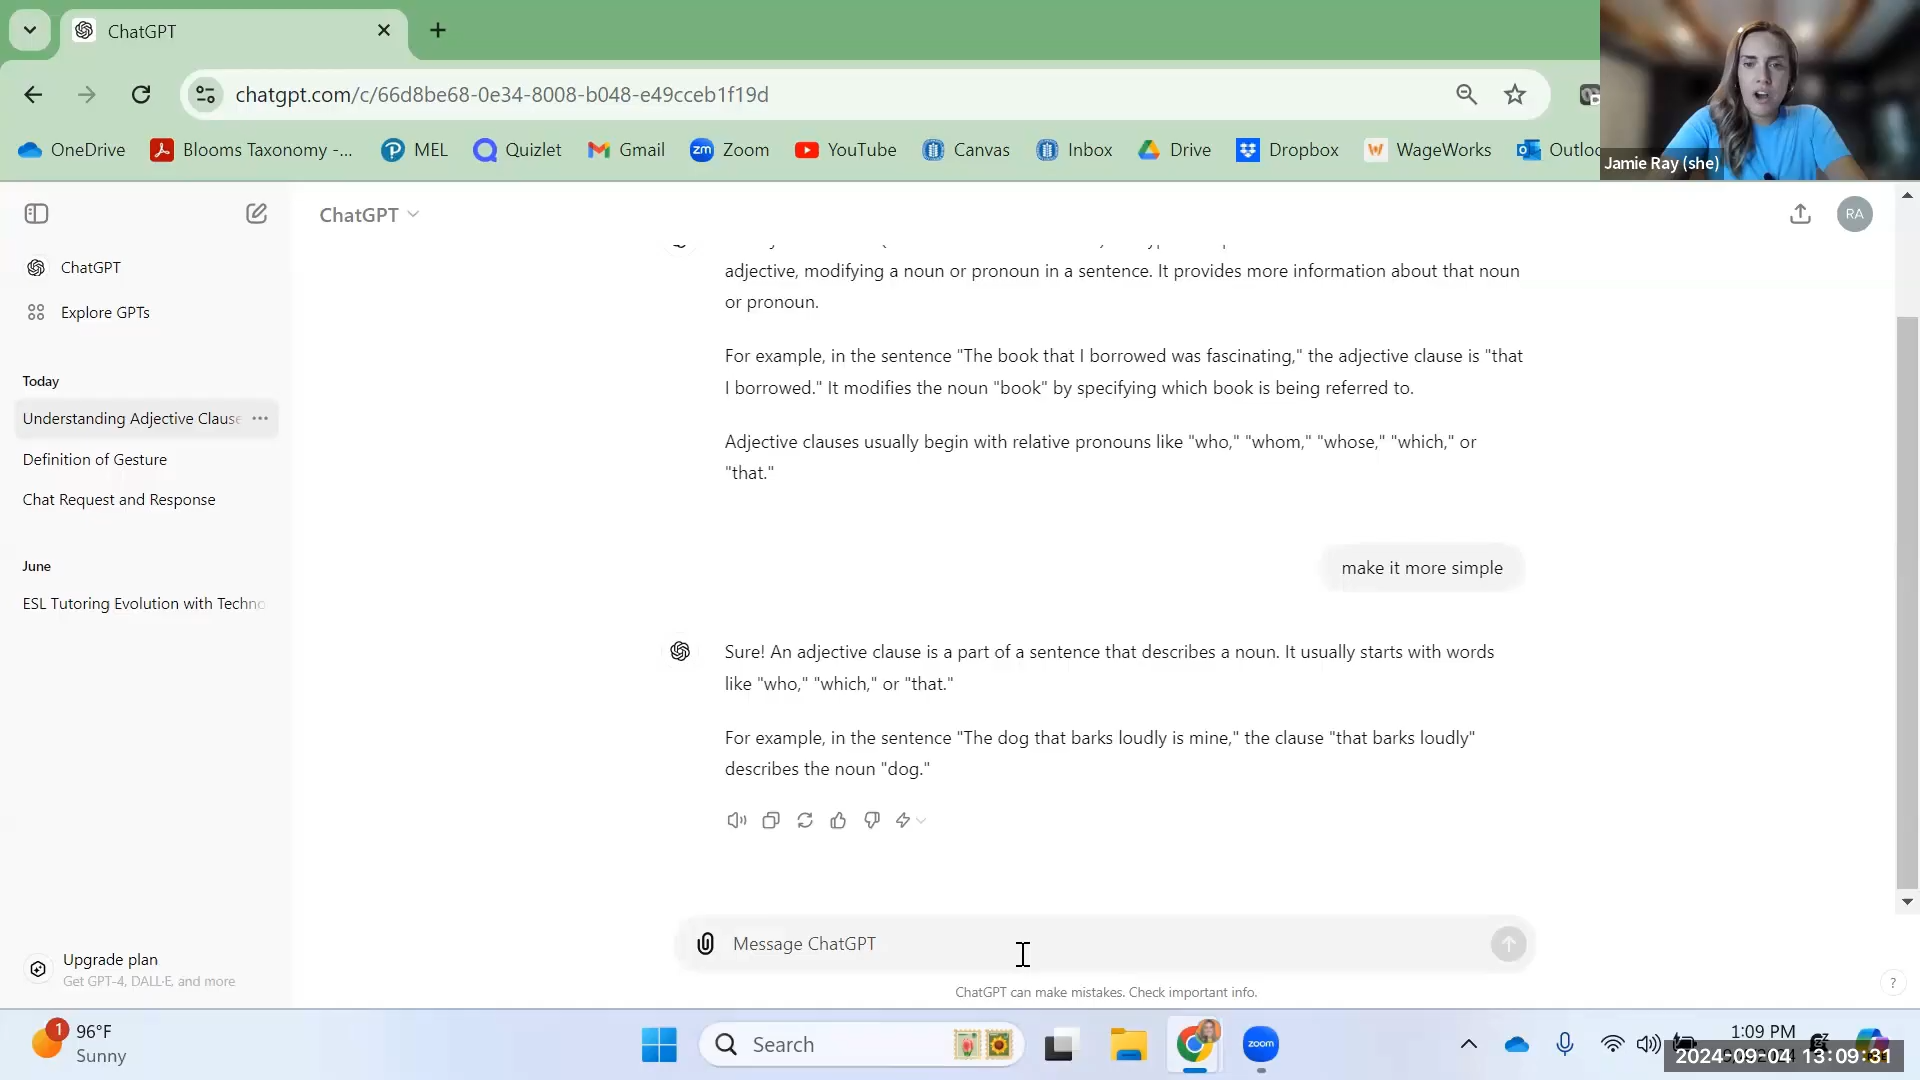 ChatGPT
chatgpt.com/c/66d8be68-0e34-8008-b048-e49cceb1f19d
OneDrive
Blooms Taxonomy -...
MEL
Quizlet
Gmail
zm Zoom
YouTube
Canvas
Inbox
Drive
Dropbox
W WageWorks
Outloo
Jamie Ray (she)
ChatGPT
RA
ChatGPT
Explore GPTs
Today
Understanding Adjective Clause
Definition of Gesture
Chat Request and Response
June
ESL Tutoring Evolution with Techno
adjective, modifying a noun or pronoun in a sentence. It provides more information about that noun
or pronoun.
For example, in the sentence "The book that I borrowed was fascinating," the adjective clause is "that
I borrowed." It modifies the noun "book" by specifying which book is being referred to.
Adjective clauses usually begin with relative pronouns like "who," "whom," "whose," "which," or
"that."
make it more simple
Sure! An adjective clause is a part of a sentence that describes a noun. It usually starts with words
like "who," "which," or "that."
For example, in the sentence "The dog that barks loudly is mine," the clause "that barks loudly"
describes the noun "dog."
Upgrade plan
Get GPT-4, DALL·E, and more
Message ChatGPT
ChatGPT can make mistakes. Check important info.
?
1
96°F
Sunny
Search
zoom
1:09 PM
2024-09-04 13:09:31